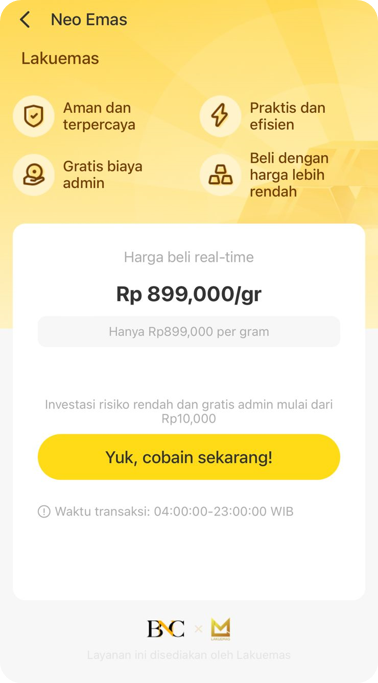 Neo Emas
Lakuemas
Aman dan
terpercaya
Praktis dan
efisien
Gratis biaya
admin
Beli dengan
harga lebih
rendah
Harga beli real-time
Rp 899,000/gr
Hanya Rp899,000 per gram
Investasi risiko rendah dan gratis admin mulai dari
Rp10,000
Yuk, cobain sekarang!
Waktu transaksi: 04:00:00-23:00:00 WIB
BNC × LAKUEMAS
Layanan ini disediakan oleh Lakuemas